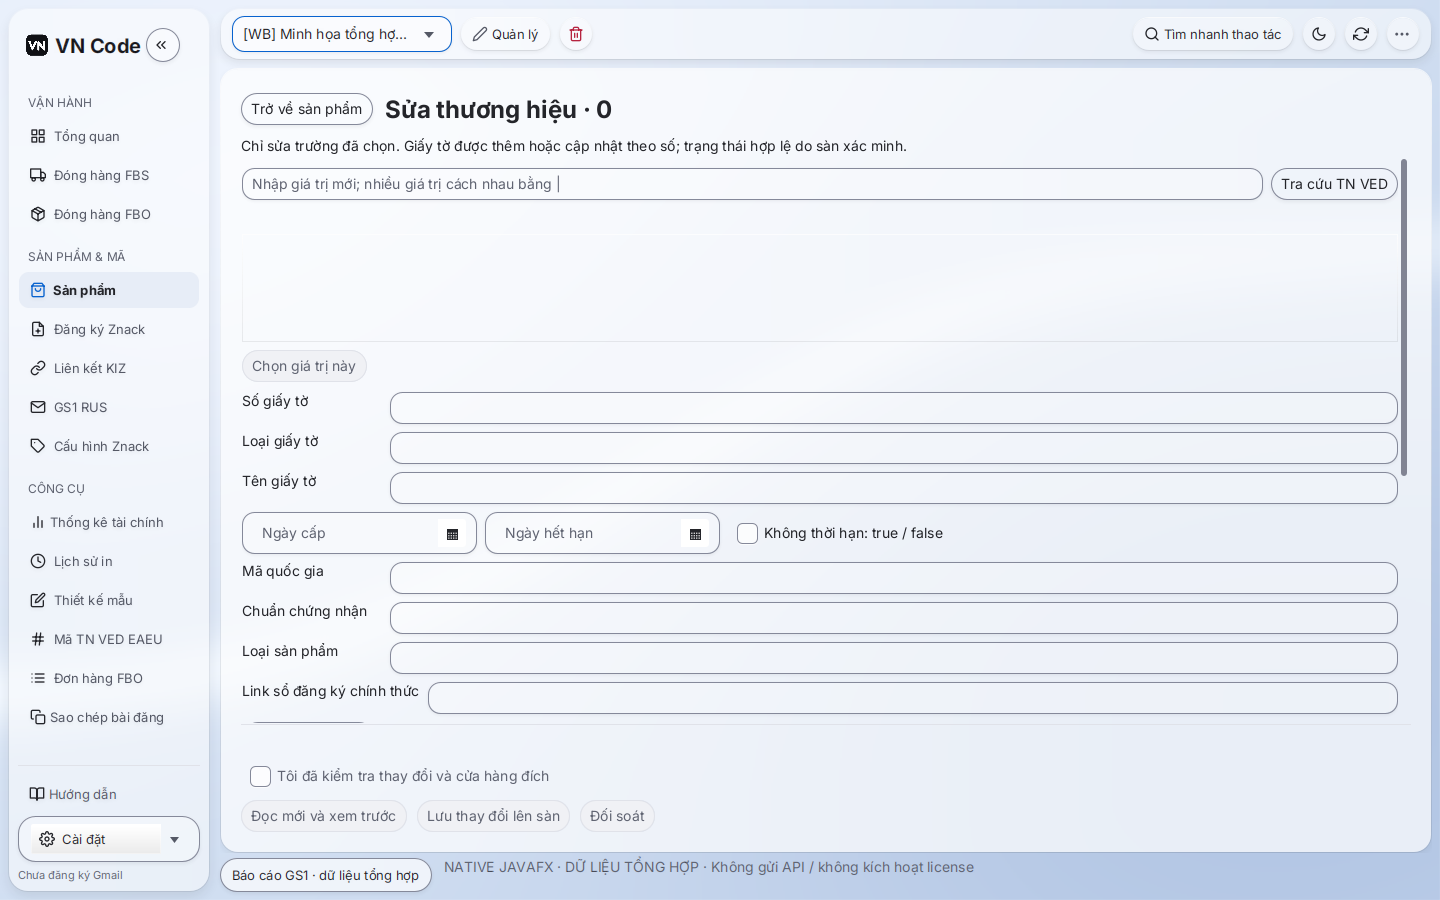 VN Code
VẬN HÀNH
Tổng quan
Đóng hàng FBS
Đóng hàng FBO
SẢN PHẨM & MÃ
Sản phẩm
Đăng ký Znack
Liên kết KIZ
GS1 RUS
Cấu hình Znack
CÔNG CỤ
Thống kê tài chính
Lịch sử in
Thiết kế mẫu
Mã TN VED EAEU
Đơn hàng FBO
Sao chép bài đăng
Hướng dẫn
Cài đặt
Chưa đăng ký Gmail
[WB] Minh họa tổng hợ... Quản lý Tìm nhanh thao tác
Trở về sản phẩm Sửa thương hiệu · 0
Chỉ sửa trường đã chọn. Giấy tờ được thêm hoặc cập nhật theo số; trạng thái hợp lệ do sàn xác minh.
Nhập giá trị mới; nhiều giá trị cách nhau bằng | Tra cứu TN VED
Chọn giá trị này
Số giấy tờ
Loại giấy tờ
Tên giấy tờ
Ngày cấp Ngày hết hạn Không thời hạn: true / false
Mã quốc gia
Chuẩn chứng nhận
Loại sản phẩm
Link sổ đăng ký chính thức
Tôi đã kiểm tra thay đổi và cửa hàng đích
Đọc mới và xem trước Lưu thay đổi lên sàn Đối soát
Báo cáo GS1 · dữ liệu tổng hợp NATIVE JAVAFX · DỮ LIỆU TỔNG HỢP · Không gửi API / không kích hoạt license